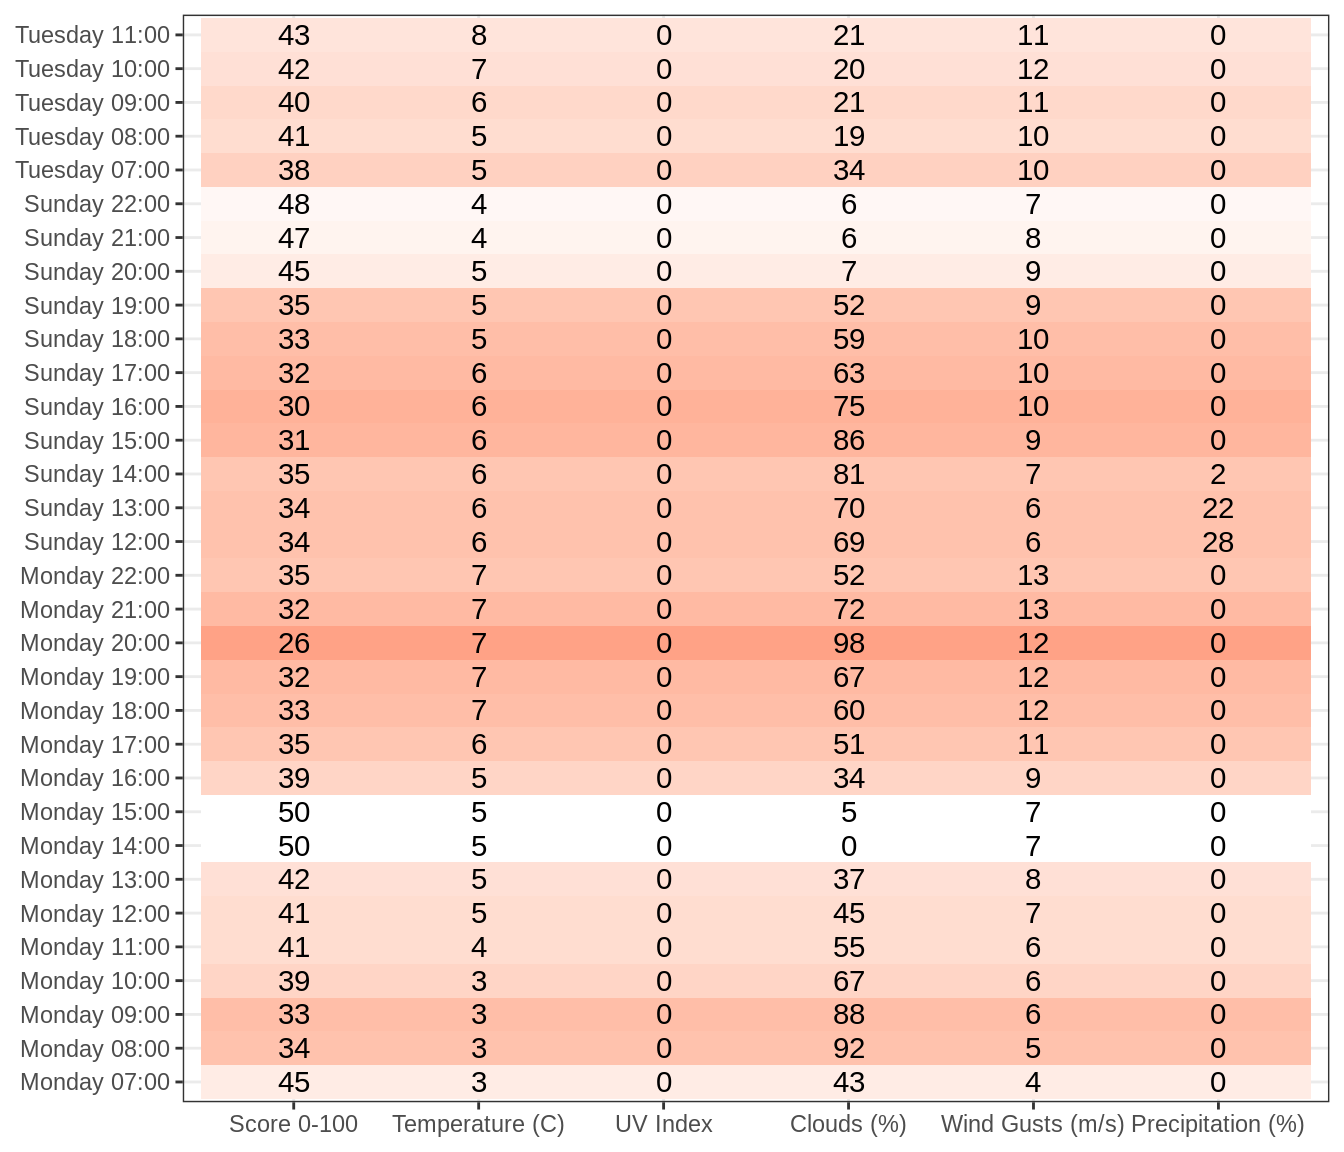 Tuesday 11:00 43 8 0 21 11 0
Tuesday 10:00 42 7 0 20 12 0
Tuesday 09:00 40 6 0 21 11 0
Tuesday 08:00 41 5 0 19 10 0
Tuesday 07:00 38 5 0 34 10 0
Sunday 22:00 48 4 0 6 7 0
Sunday 21:00 47 4 0 6 8 0
Sunday 20:00 45 5 0 7 9 0
Sunday 19:00 35 5 0 52 9 0
Sunday 18:00 33 5 0 59 10 0
Sunday 17:00 32 6 0 63 10 0
Sunday 16:00 30 6 0 75 10 0
Sunday 15:00 31 6 0 86 9 0
Sunday 14:00 35 6 0 81 7 2
Sunday 13:00 34 6 0 70 6 22
Sunday 12:00 34 6 0 69 6 28
Monday 22:00 35 7 0 52 13 0
Monday 21:00 32 7 0 72 13 0
Monday 20:00 26 7 0 98 12 0
Monday 19:00 32 7 0 67 12 0
Monday 18:00 33 7 0 60 12 0
Monday 17:00 35 6 0 51 11 0
Monday 16:00 39 5 0 34 9 0
Monday 15:00 50 5 0 5 7 0
Monday 14:00 50 5 0 0 7 0
Monday 13:00 42 5 0 37 8 0
Monday 12:00 41 5 0 45 7 0
Monday 11:00 41 4 0 55 6 0
Monday 10:00 39 3 0 67 6 0
Monday 09:00 33 3 0 88 6 0
Monday 08:00 34 3 0 92 5 0
Monday 07:00 45 3 0 43 4 0
Score 0-100 Temperature (C) UV Index Clouds (%) Wind Gusts (m/s) Precipitation (%)